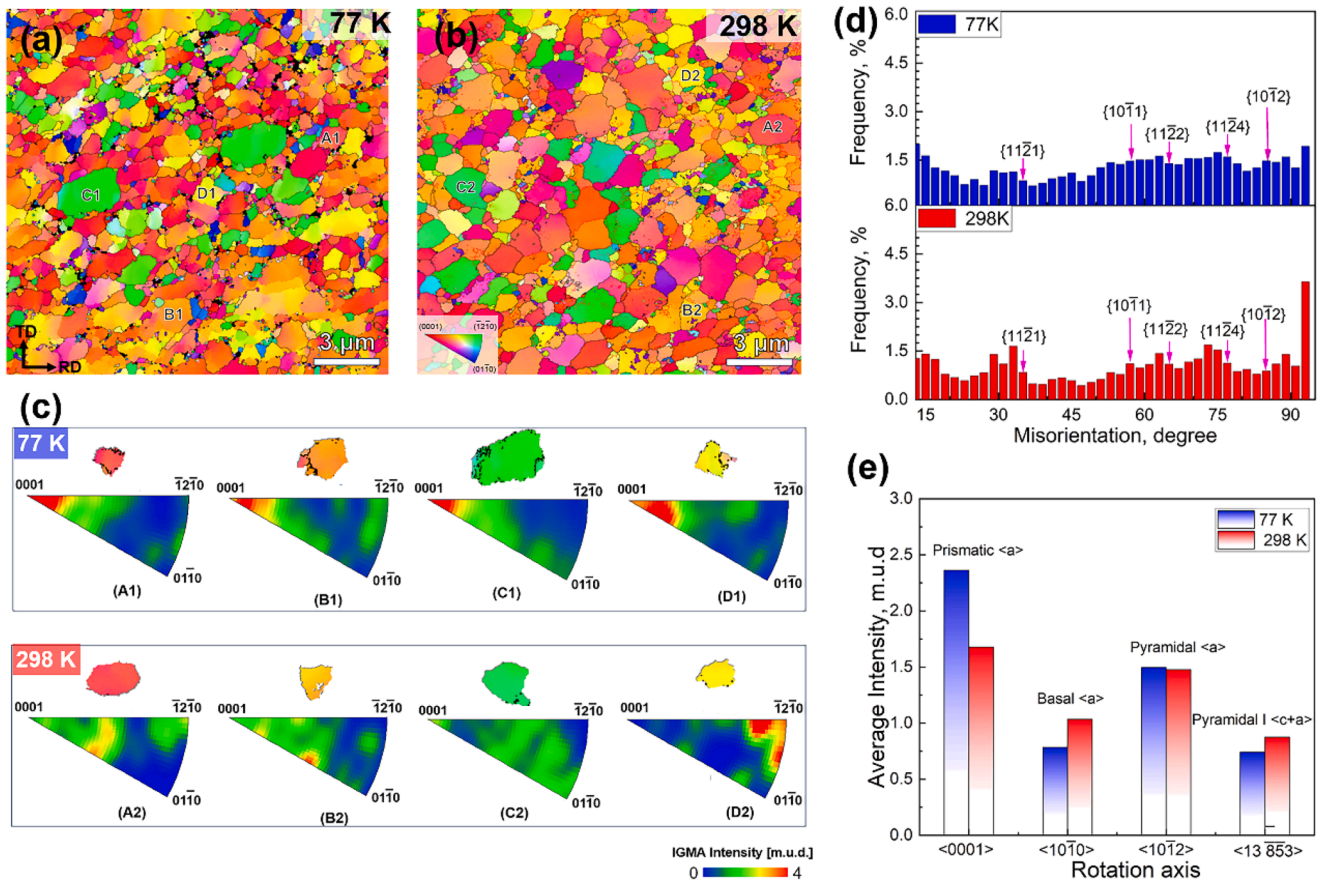 (a)
77 K
A1
C1
D1
B1
TD
RD
3 μm
(b)
298 K
D2
A2
C2
B2
(0001)
(1̅21̅0)
(011̅0)
3 μm
(c)
77 K
0001
1̅21̅0
011̅0
(A1)
0001
1̅21̅0
011̅0
(B1)
0001
1̅21̅0
011̅0
(C1)
0001
1̅21̅0
011̅0
(D1)
298 K
0001
1̅21̅0
011̅0
(A2)
0001
1̅21̅0
011̅0
(B2)
0001
1̅21̅0
011̅0
(C2)
0001
1̅21̅0
011̅0
(D2)
IGMA Intensity [m.u.d.]
0
4
(d)
Frequency, %
6.0
4.5
3.0
1.5
77K
{112̅1}
{101̅1}
{112̅2}
{112̅4}
{101̅2}
Frequency, %
6.0
4.5
3.0
1.5
0.0
298K
{112̅1}
{101̅1}
{112̅2}
{112̅4}
{101̅2}
15
30
45
60
75
90
Misorientation, degree
(e)
Average Intensity, m.u.d
3.0
2.5
2.0
1.5
1.0
0.5
0.0
77 K
298 K
Prismatic <a>
Basal <a>
Pyramidal <a>
Pyramidal I <c+a>
<0001>
<101̅0>
<101̅2>
<13 8̅5̅3>
Rotation axis